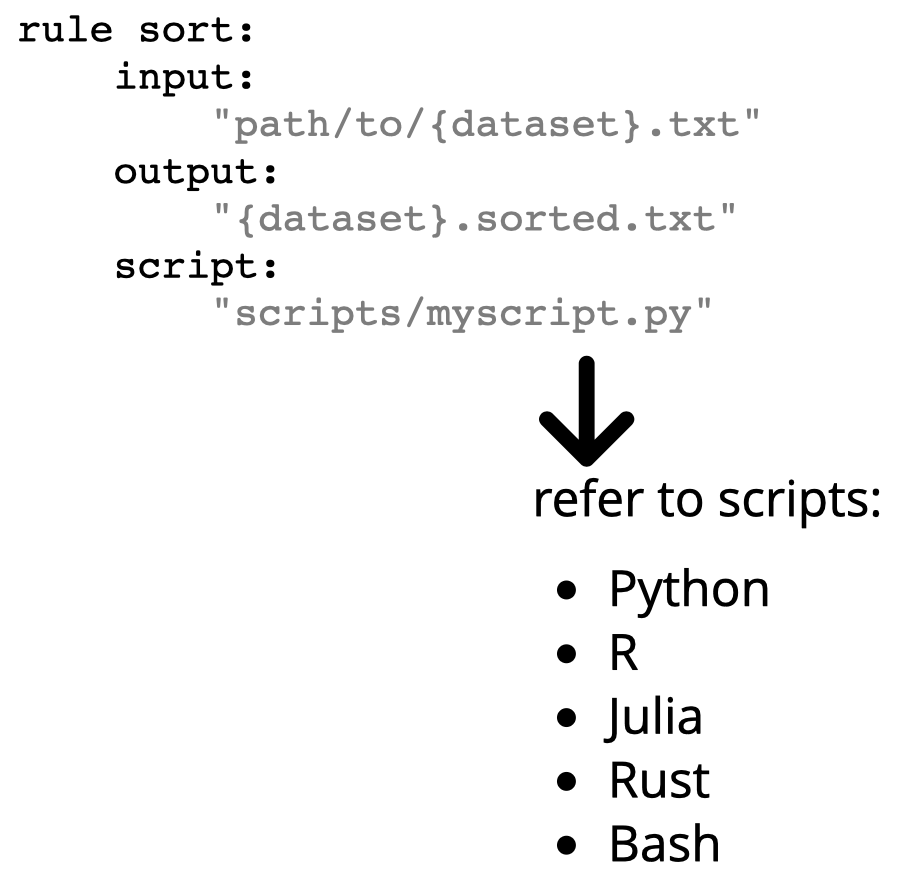 rule sort:
    input:
        "path/to/{dataset}.txt"
    output:
        "{dataset}.sorted.txt"
    script:
        "scripts/myscript.py"
refer to scripts:
• Python
• R
• Julia
• Rust
• Bash